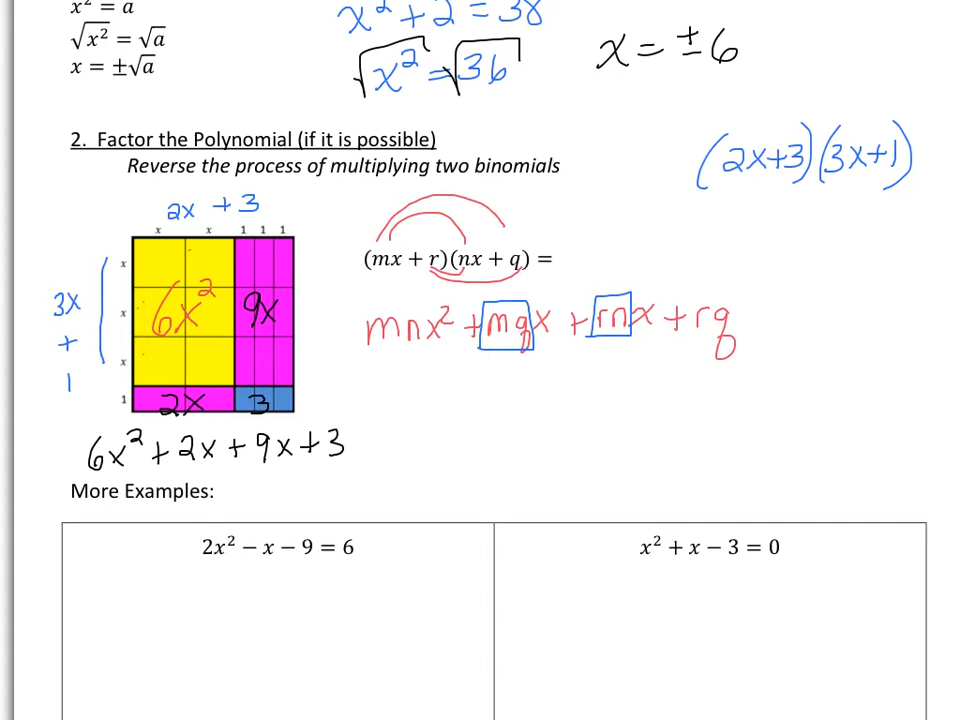 x² = a
x² + 2 = 38
√x² = √a
x = ±√a
√x² = √36
x = ±6
2. Factor the Polynomial (if it is possible)
Reverse the process of multiplying two binomials
(2x+3)(3x+1)
2x + 3
x x 1 1 1
(mx + r)(nx + q) =
x
x
x
1
3x
+
1
6x²
9x
2x
3
mnx² + mqx + rnx + rq
6x² + 2x + 9x + 3
More Examples:
2x² − x − 9 = 6
x² + x − 3 = 0